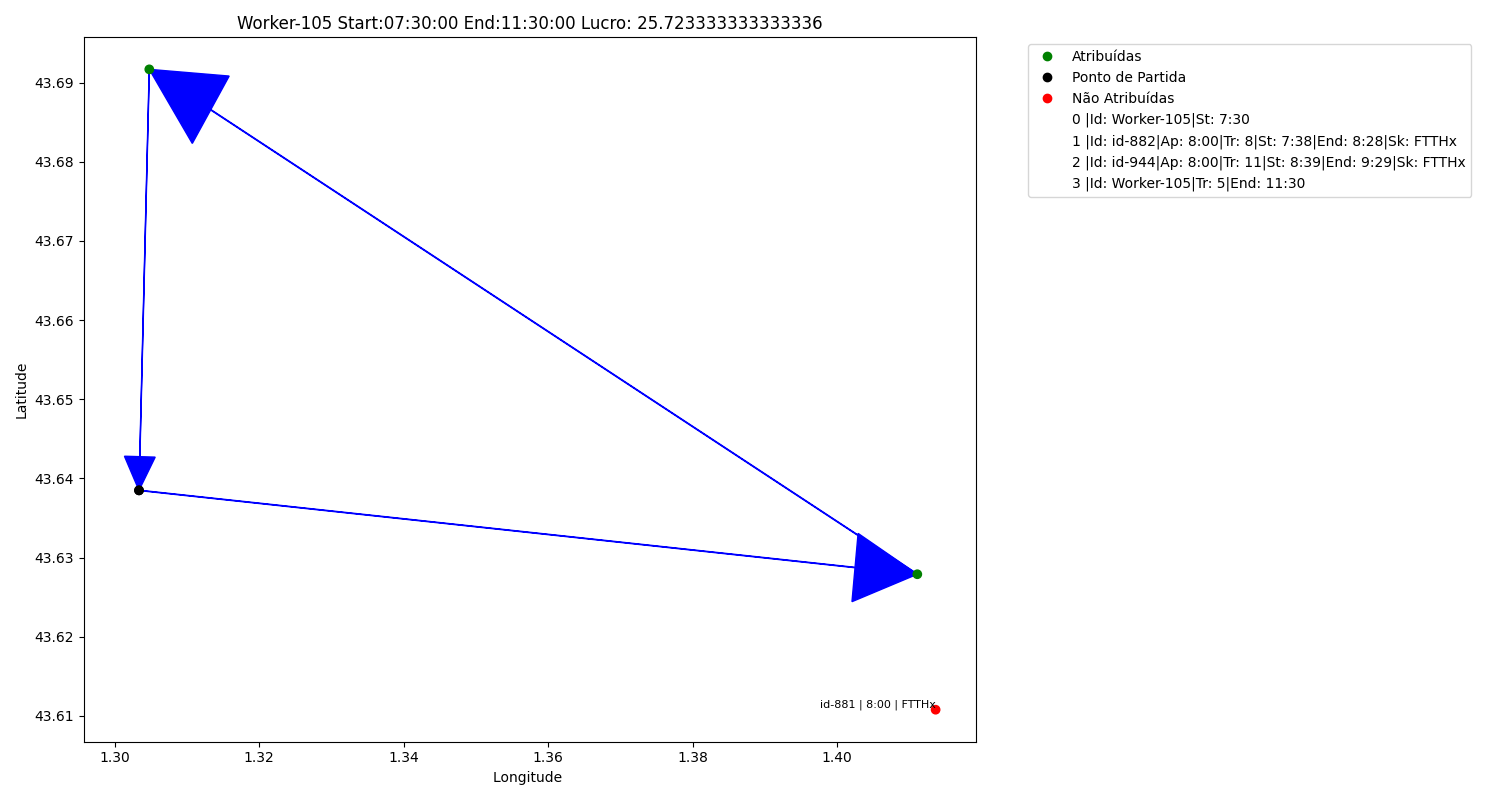 Worker-105 Start:07:30:00 End:11:30:00 Lucro: 25.723333333333336
43.69
43.68
43.67
43.66
43.65
43.64
43.63
43.62
43.61
Latitude
1.30
1.32
1.34
1.36
1.38
1.40
Longitude
id-881 | 8:00 | FTTHx
Atribuídas
Ponto de Partida
Não Atribuídas
0 |Id: Worker-105|St: 7:30
1 |Id: id-882|Ap: 8:00|Tr: 8|St: 7:38|End: 8:28|Sk: FTTHx
2 |Id: id-944|Ap: 8:00|Tr: 11|St: 8:39|End: 9:29|Sk: FTTHx
3 |Id: Worker-105|Tr: 5|End: 11:30